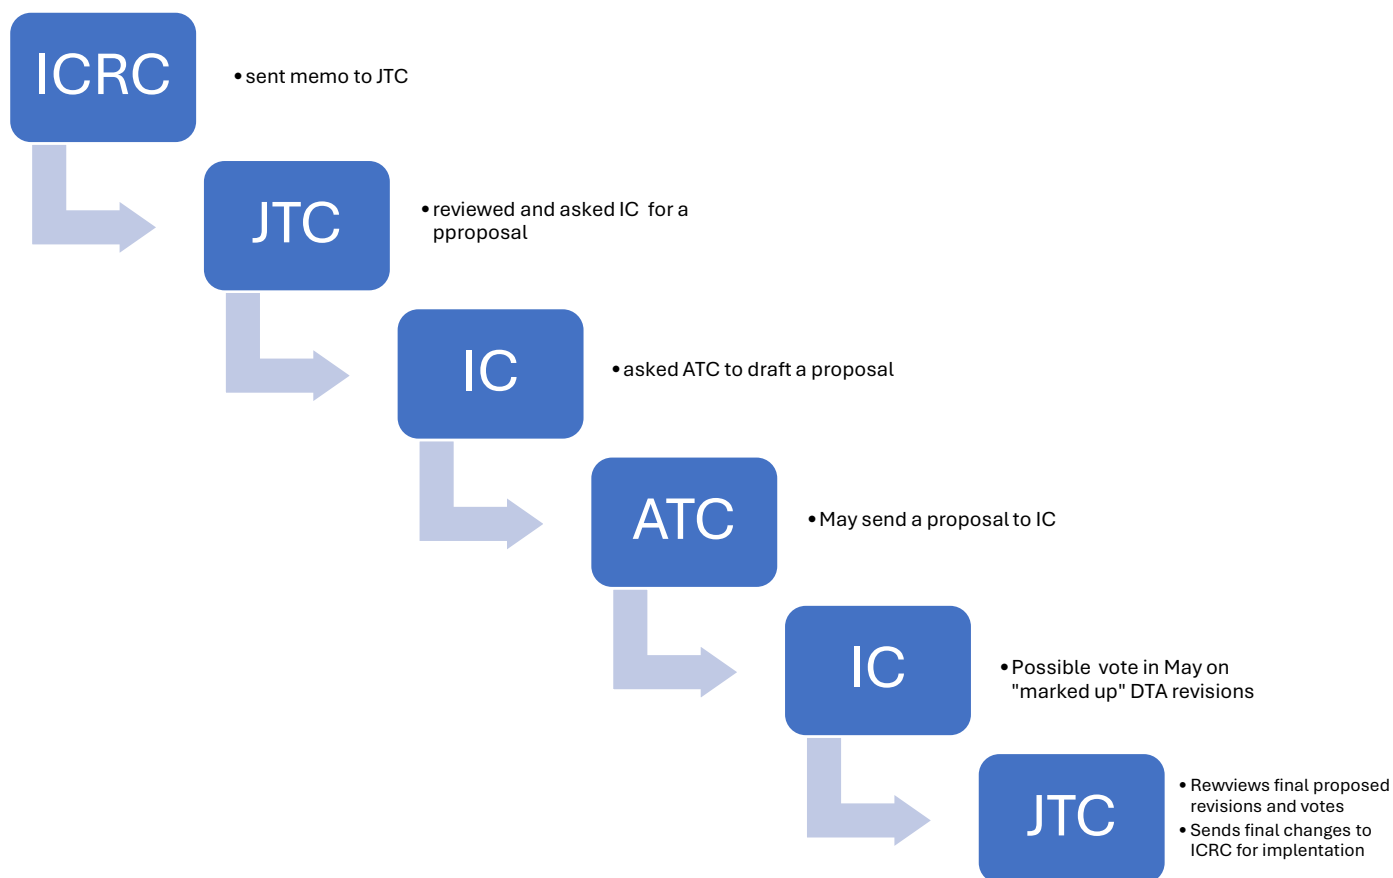 ICRC
• sent memo to JTC
JTC
• reviewed and asked IC for a
pproposal
IC
• asked ATC to draft a proposal
ATC
• May send a proposal to IC
IC
• Possible vote in May on
"marked up" DTA revisions
JTC
• Rewviews final proposed
revisions and votes
• Sends final changes to
ICRC for implentation